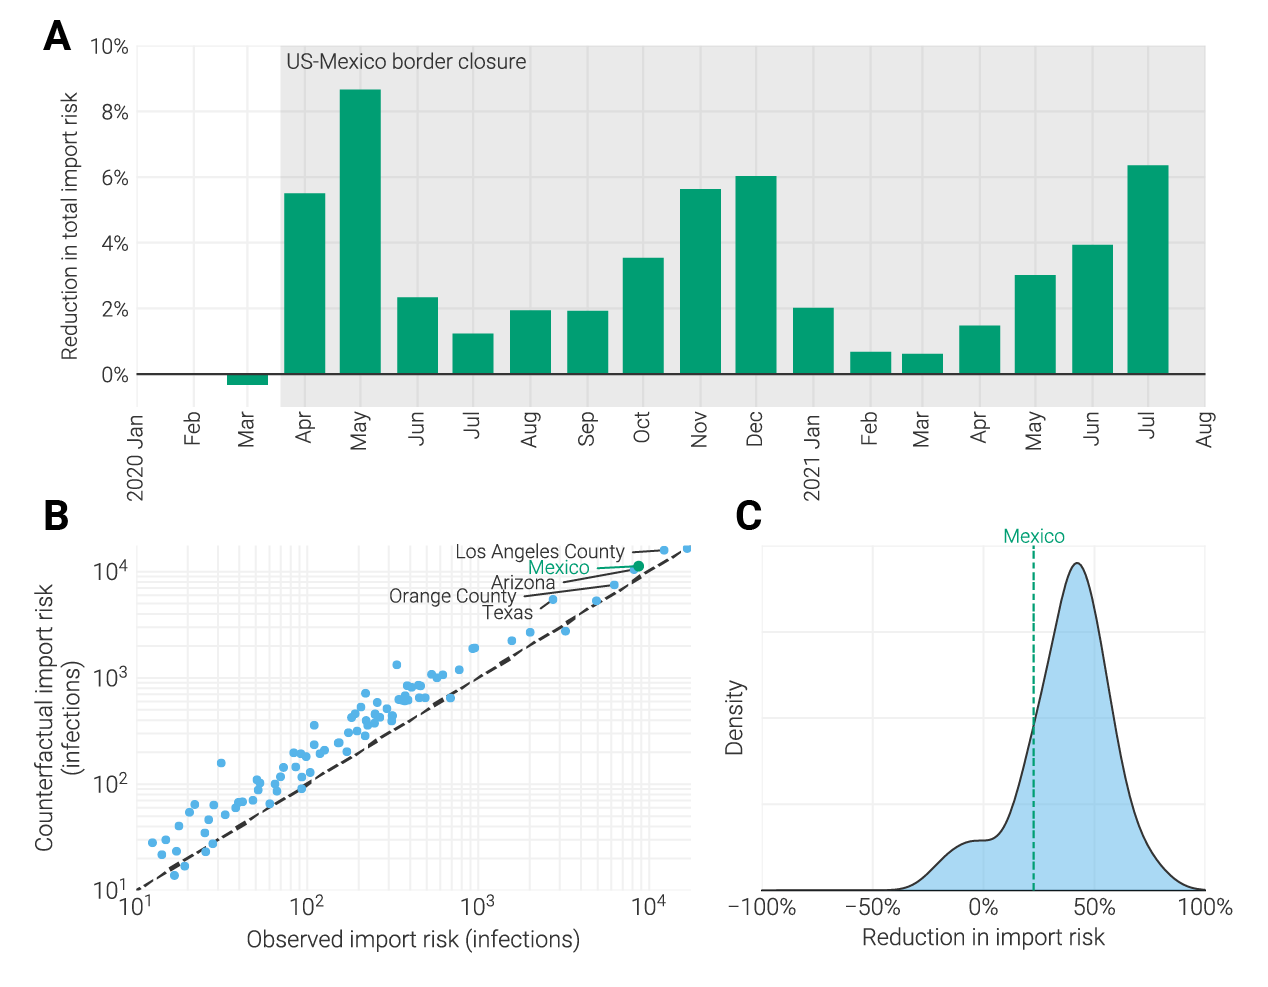 A
US-Mexico border closure
Reduction in total import risk
10%
8%
6%
4%
2%
0%
2020 Jan
Feb
Mar
Apr
May
Jun
Jul
Aug
Sep
Oct
Nov
Dec
2021 Jan
Feb
Mar
Apr
May
Jun
Jul
Aug
B
Counterfactual import risk
(infections)
10⁴
10³
10²
10¹
Los Angeles County
Mexico
Arizona
Orange County
Texas
10¹
10²
10³
10⁴
Observed import risk (infections)
C
Mexico
Density
−100%
−50%
0%
50%
100%
Reduction in import risk